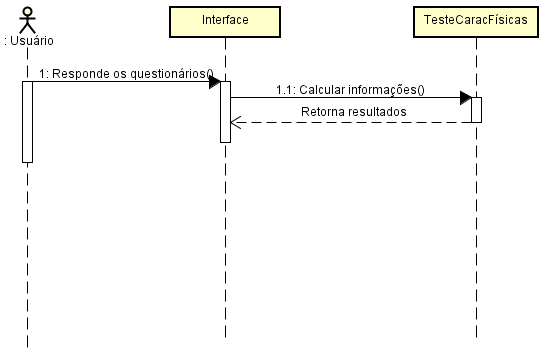 Interface
TesteCaracFísicas
: Usuário
1: Responde os questionários()
1.1: Calcular informações()
Retorna resultados